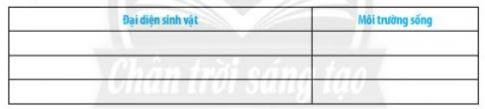 Đại diện sinh vật
Môi trường sống
Chân trời sáng tạo